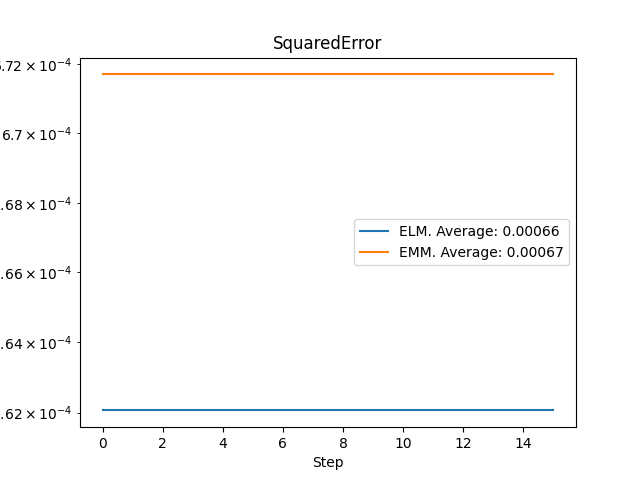 SquaredError
6.72 × 10⁻⁴
6.7 × 10⁻⁴
.68 × 10⁻⁴
.66 × 10⁻⁴
.64 × 10⁻⁴
.62 × 10⁻⁴
ELM. Average: 0.00066
EMM. Average: 0.00067
0 2 4 6 8 10 12 14
Step